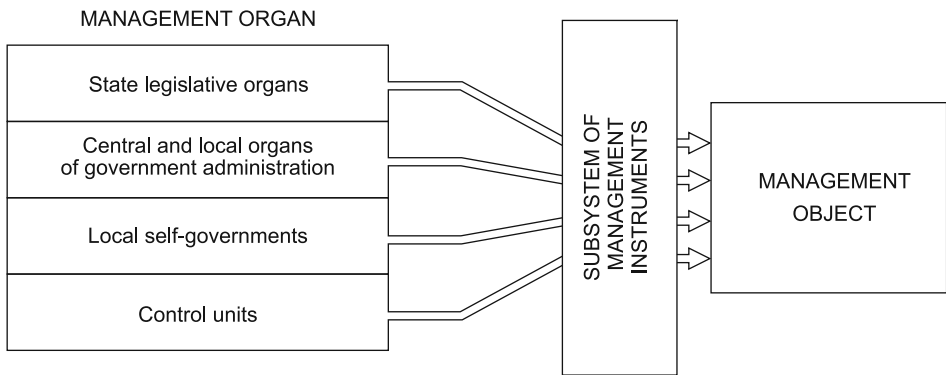 MANAGEMENT ORGAN
State legislative organs
Central and local organs
of government administration
Local self-governments
Control units
SUBSYSTEM OF
MANAGEMENT
INSTRUMENTS
MANAGEMENT
OBJECT